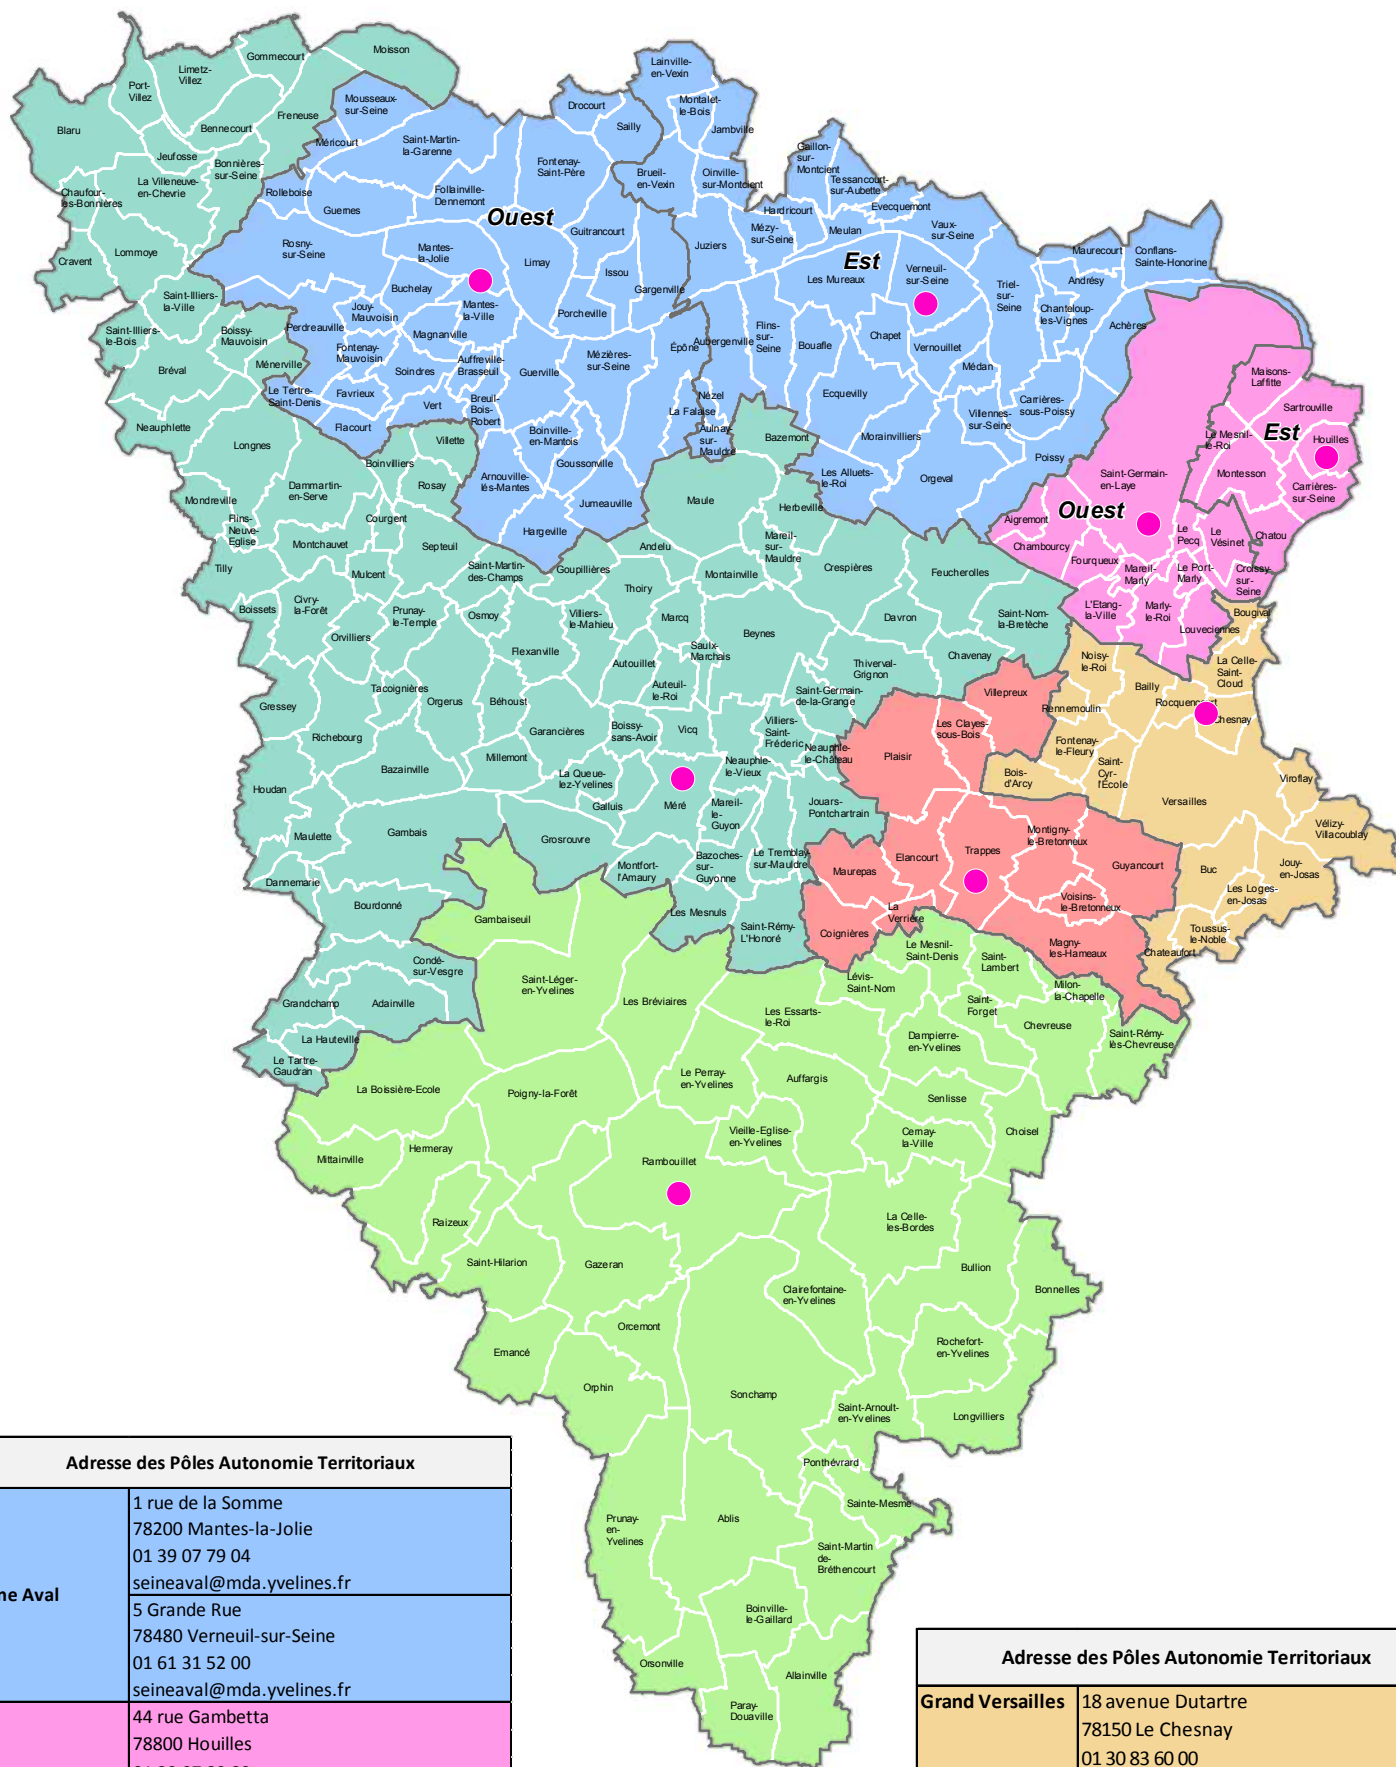 Moisson
Gommecourt
Limetz-
Villez
Port-
Villez
Freneuse
Bennecourt
Blaru
Jeufosse
Bonnières-
sur-Seine
La Villeneuve-
en-Chevrie
Chaufour-
les-Bonnières
Lommoye
Cravent
Saint-Illiers-
la-Ville
Saint-Illiers-
le-Bois
Boissy-
Mauvoisin
Ménerville
Bréval
Neauphlette
Longnes
Mondreville
Flins-
Neuve-
Eglise
Tilly
Dammartin-
en-Serve
Montchauvet
Boinvilliers
Villette
Rosay
Courgent
Septeuil
Mulcent
Boissets
Civry-
la-Forêt
Orvilliers
Prunay-
le-Temple
Osmoy
Saint-Martin-
des-Champs
Mousseaux-
sur-Seine
Méricourt
Saint-Martin-
la-Garenne
Rolleboise
Guernes
Follainville-
Dennemont
Fontenay-
Saint-Père
Drocourt
Sailly
Lainville-
en-Vexin
Montalet-
le-Bois
Jambville
Brueil-
en-Vexin
Oinville-
sur-Montcient
Ouest
Rosny-
sur-Seine
Mantes-
la-Jolie
Buchelay
Limay
Guitrancourt
Issou
Gargenville
Porcheville
Mantes-
la-Ville
Jouy-
Mauvoisin
Perdreauville
Magnanville
Fontenay-
Mauvoisin
Soindres
Auffreville-
Brasseuil
Guerville
Mézières-
sur-Seine
Épône
Le Tertre-
Saint-Denis
Favrieux
Flacourt
Vert
Breuil-
Bois-
Robert
Boinville-
en-Mantois
Goussonville
Arnouville-
lès-Mantes
Jumeauville
Hargeville
La Falaise
Nézel
Aulnay-
sur-
Mauldre
Gaillon-
sur-
Montcient
Tessancourt-
sur-Aubette
Evecquemont
Hardricourt
Mézy-
sur-Seine
Meulan
Vaux-
sur-Seine
Juziers
Est
Les Mureaux
Verneuil-
sur-Seine
Triel-
sur-
Seine
Maurecourt
Conflans-
Sainte-Honorine
Andrésy
Chanteloup-
les-Vignes
Achères
Aubergenville
Flins-
sur-
Seine
Bouafle
Chapet
Vernouillet
Médan
Ecquevilly
Villennes-
sur-Seine
Carrières-
sous-Poissy
Morainvilliers
Poissy
Les Alluets-
le-Roi
Orgeval
Maisons-
Laffitte
Sartrouville
Le Mesnil-
le-Roi
Est
Houilles
Montesson
Carrières-
sur-Seine
Saint-Germain-
en-Laye
Ouest
Aigremont
Chambourcy
Fourqueux
Mareil-
Marly
Le
Pecq
Le
Vésinet
Chatou
Le Port-
Marly
Croissy-
sur-
Seine
L'Etang-
la-Ville
Marly-
le-Roi
Louveciennes
Bazemont
Maule
Herbeville
Mareil-
sur-
Mauldre
Andelu
Goupillières
Montainville
Crespières
Feucherolles
Thoiry
Marcq
Villiers-
le-Mahieu
Flexanville
Beynes
Davron
Saint-Nom-
la-Bretèche
Chavenay
Saulx-
Marchais
Autouillet
Auteuil-
le-Roi
Thiverval-
Grignon
Saint-Germain-
de-la-Grange
Tacoignières
Orgerus
Béhoust
Gressey
Richebourg
Garancières
Boissy-
sans-Avoir
Vicq
Villiers-
Saint-
Fréderic
Neauphle-
le-Château
Neauphle-
le-Vieux
Bazainville
Millemont
La Queue-
lez-Yvelines
Galluis
Méré
Mareil-
le-
Guyon
Jouars-
Pontchartrain
Houdan
Maulette
Gambais
Grosrouvre
Montfort-
l'Amaury
Bazoches-
sur-
Guyonne
Le Tremblay-
sur-Mauldre
Dannemarie
Bourdonné
Les Mesnuls
Saint-Rémy-
L'Honoré
Condé-
sur-Vesgre
Grandchamp
Adainville
La Hauteville
Le Tartre-
Gaudran
Villepreux
Les Clayes-
sous-Bois
Plaisir
Trappes
Elancourt
Montigny-
le-Bretonneux
Guyancourt
Maurepas
Voisins-
le-Bretonneux
La
Verrière
Coignières
Magny-
les-Hameaux
Bougival
La Celle-
Saint-
Cloud
Noisy-
le-Roi
Bailly
Rennemoulin
Chesnay
Fontenay-
le-Fleury
Saint-
Cyr-
l'École
Bois-
d'Arcy
Versailles
Viroflay
Vélizy-
Villacoublay
Buc
Jouy-
en-Josas
Les Loges-
en-Josas
Toussus-
le-Noble
Chateaufort
Gambaiseuil
Saint-Léger-
en-Yvelines
Les Bréviaires
Le Mesnil-
Saint-Denis
Saint-
Lambert
Lévis-
Saint-Nom
Milon-
la-Chapelle
Saint-
Forget
Chevreuse
Saint-Rémy-
lès-Chevreuse
Les Essarts-
le-Roi
Dampierre-
en-Yvelines
La Boissière-Ecole
Poigny-la-Forêt
Le Perray-
en-Yvelines
Auffargis
Senlisse
Choisel
Cernay-
la-Ville
Vieille-Eglise-
en-Yvelines
Hermeray
Mittainville
Rambouillet
Raizeux
La Celle-
les-Bordes
Saint-Hilarion
Gazeran
Bullion
Bonnelles
Clairefontaine-
en-Yvelines
Orcemont
Emancé
Rochefort-
en-Yvelines
Orphin
Sonchamp
Saint-Arnoult-
en-Yvelines
Longvilliers
Ponthévrard
Sainte-Mesme
Prunay-
en-
Yvelines
Ablis
Saint-Martin
de-
Bréthencourt
Boinville-
le-Gaillard
Orsonville
Allainville
Paray-
Douaville
Adresse des Pôles Autonomie Territoriaux
1 rue de la Somme
78200 Mantes-la-Jolie
01 39 07 79 04
seineaval@mda.yvelines.fr
Aval
5 Grande Rue
78480 Verneuil-sur-Seine
01 61 31 52 00
seineaval@mda.yvelines.fr
44 rue Gambetta
78800 Houilles
Adresse des Pôles Autonomie Territoriaux
Grand Versailles
18 avenue Dutartre
78150 Le Chesnay
01 30 83 60 00